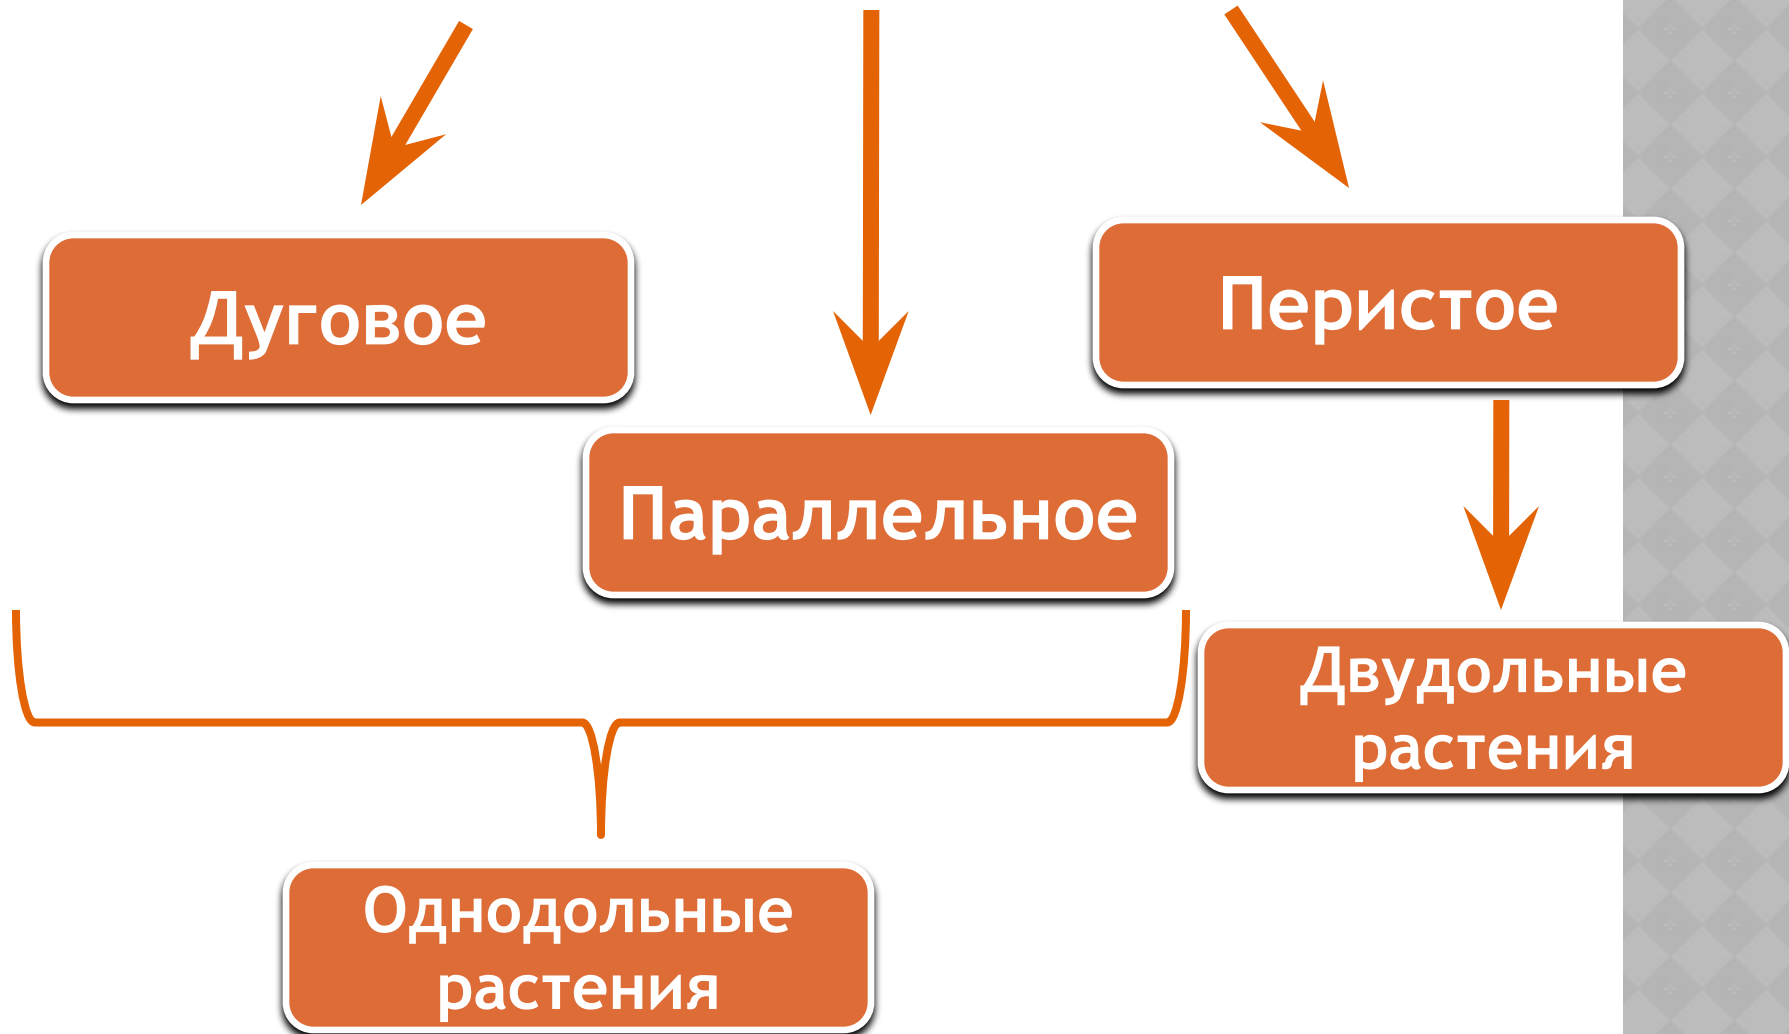 Дуговое
Перистое
Параллельное
Двудольные
растения
Однодольные
растения